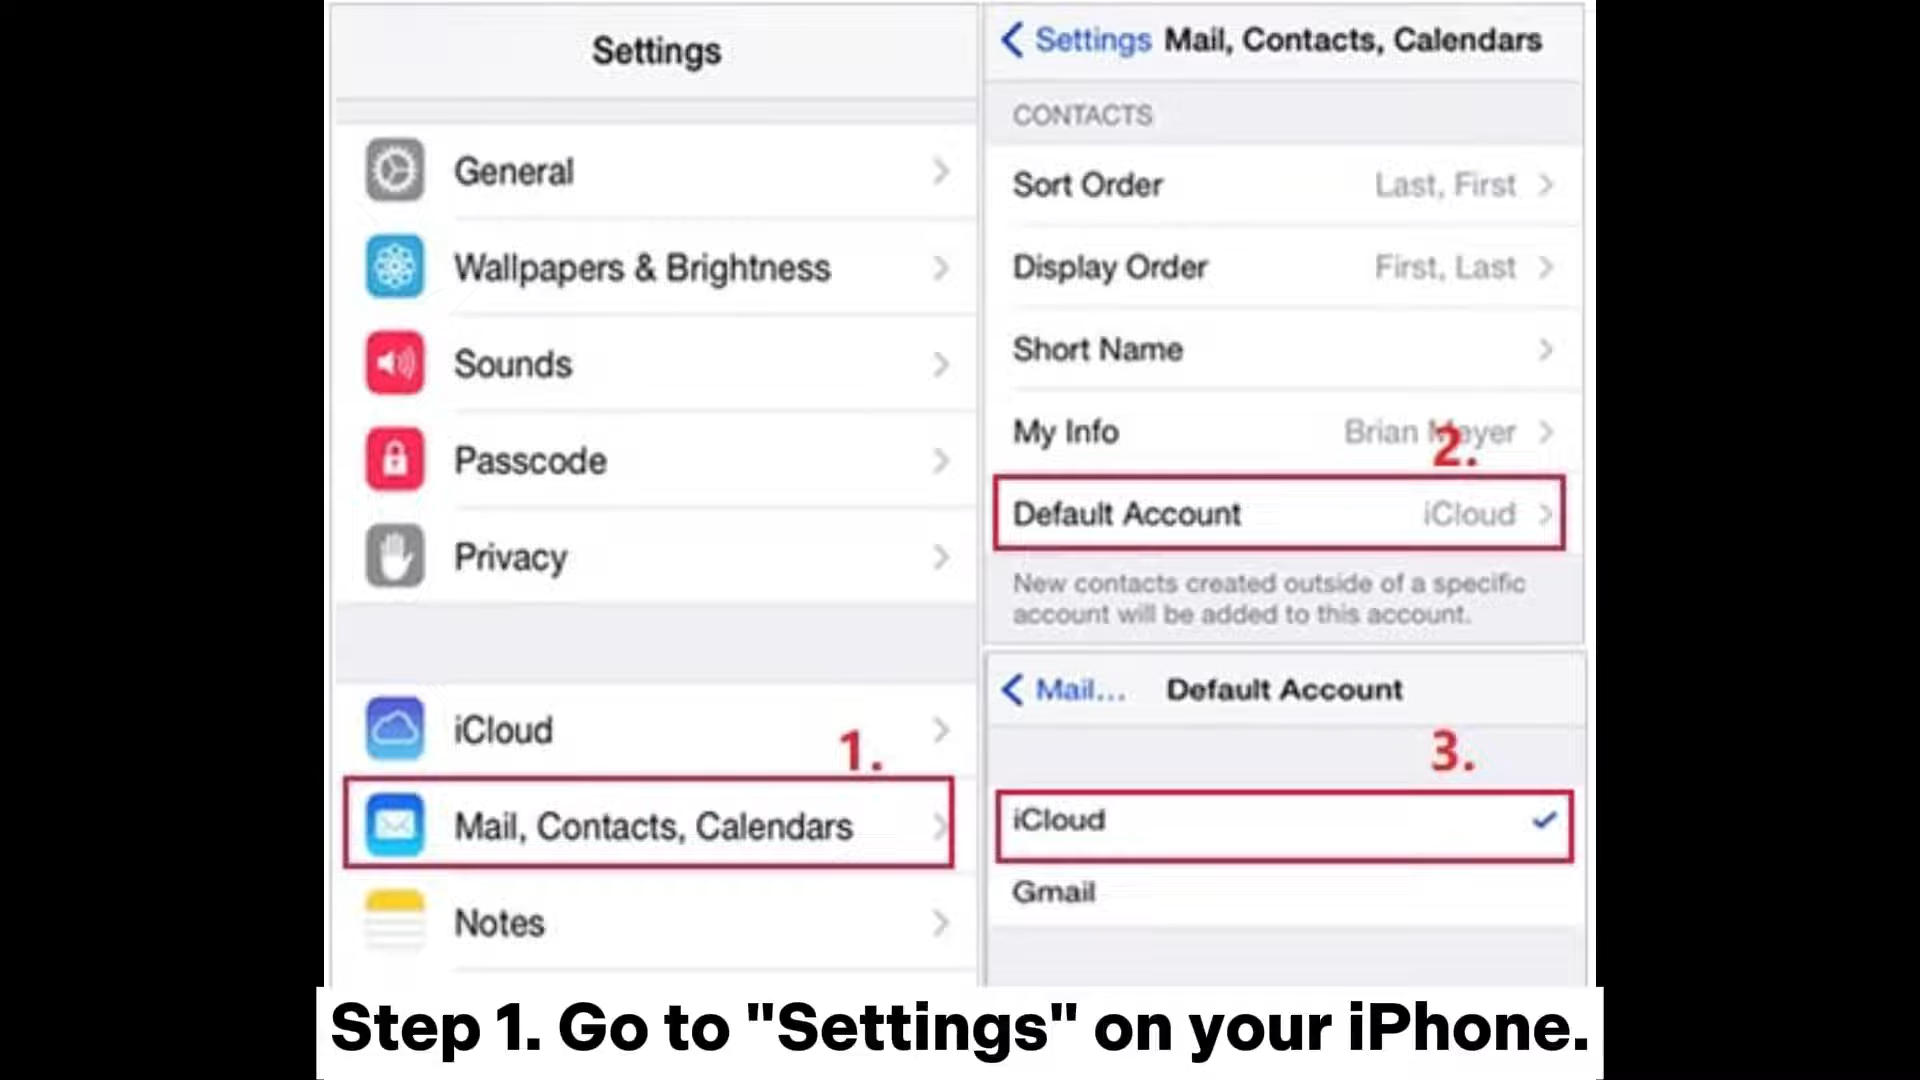 Settings
General
Wallpapers & Brightness
Sounds
Passcode
Privacy
iCloud
1.
Mail, Contacts, Calendars
Notes
Settings Mail, Contacts, Calendars
CONTACTS
Sort Order Last, First
Display Order First, Last
Short Name
My Info Brian Meyer
2.
Default Account iCloud
New contacts created outside of a specific
account will be added to this account.
Mail... Default Account
3.
iCloud
Gmail
Step 1. Go to "Settings" on your iPhone.